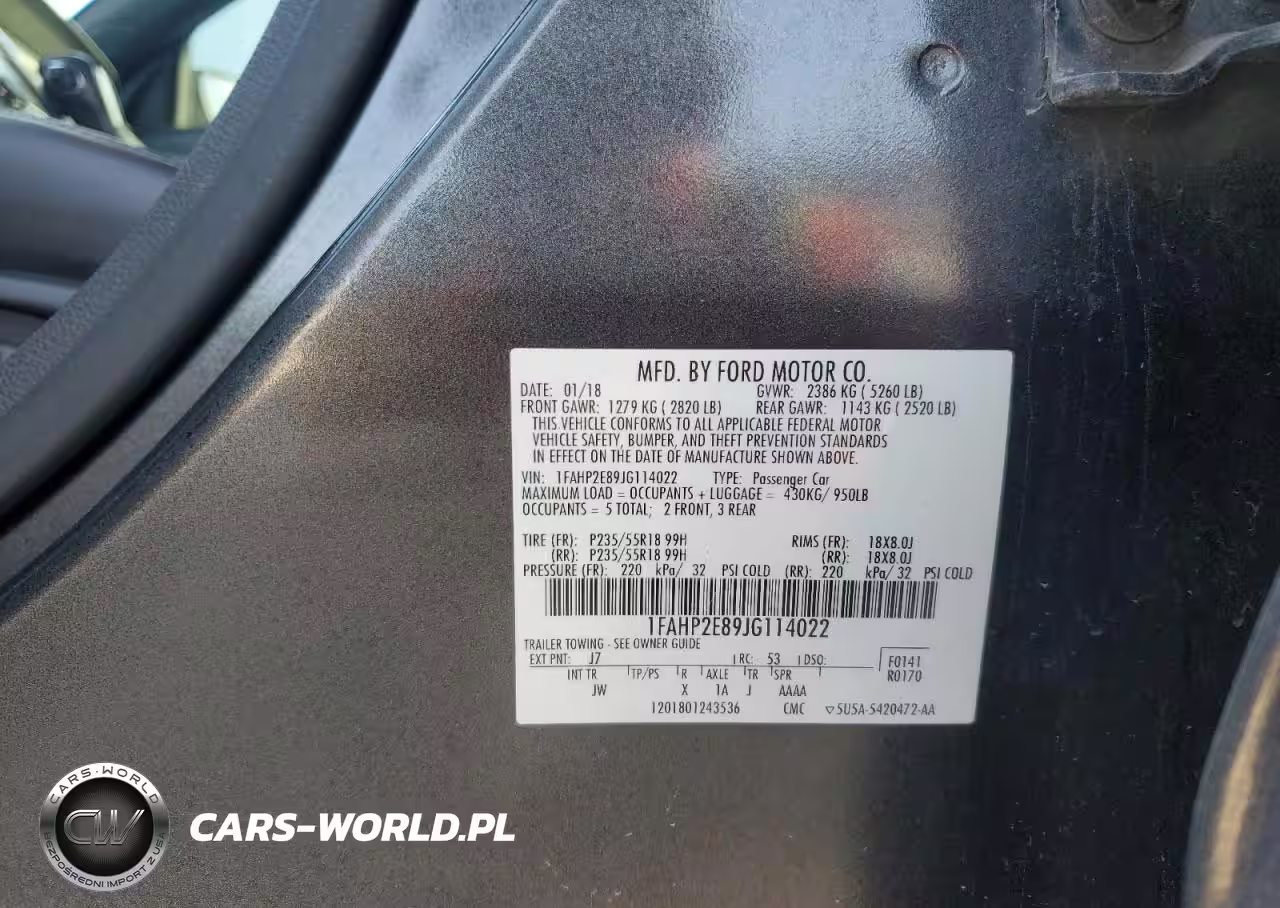 MFD. BY FORD MOTOR CO.
DATE: 01/18 GVWR: 2386 KG ( 5260 LB)
FRONT GAWR: 1279 KG ( 2820 LB) REAR GAWR: 1143 KG ( 2520 LB)
THIS VEHICLE CONFORMS TO ALL APPLICABLE FEDERAL MOTOR
VEHICLE SAFETY, BUMPER, AND THEFT PREVENTION STANDARDS
IN EFFECT ON THE DATE OF MANUFACTURE SHOWN ABOVE.
VIN: 1FAHP2E89JG114022 TYPE: Passenger Car
MAXIMUM LOAD = OCCUPANTS + LUGGAGE = 430KG/ 950LB
OCCUPANTS = 5 TOTAL; 2 FRONT, 3 REAR
TIRE (FR): P235/55R18 99H RIMS (FR): 18X8.0J
(RR): P235/55R18 99H (RR): 18X8.0J
PRESSURE (FR): 220 kPa/ 32 PSI COLD (RR): 220 kPa/ 32 PSI COLD
1FAHP2E89JG114022
TRAILER TOWING - SEE OWNER GUIDE
EXT PNT: J7 RC: 53 DSO: F0141
INT TR TP/PS R AXLE TR SPR R0170
JW X 1A J AAAA
1201801243536 CMC ▽5U5A-5420472-AA
CARS-WORLD
CW
BEZPOŚREDNI IMPORT Z USA
CARS-WORLD.PL